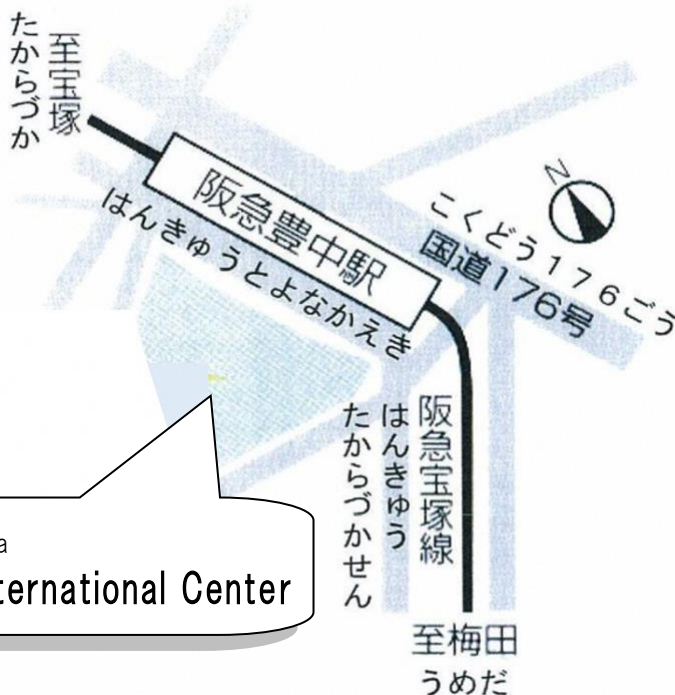 至宝塚
たからづか
阪急豊中駅
はんきゅうとよなかえき
N
こくどう176ごう
国道176号
阪急宝塚線
はんきゅう
たからづかせん
至梅田
うめだ
a
ternational Center